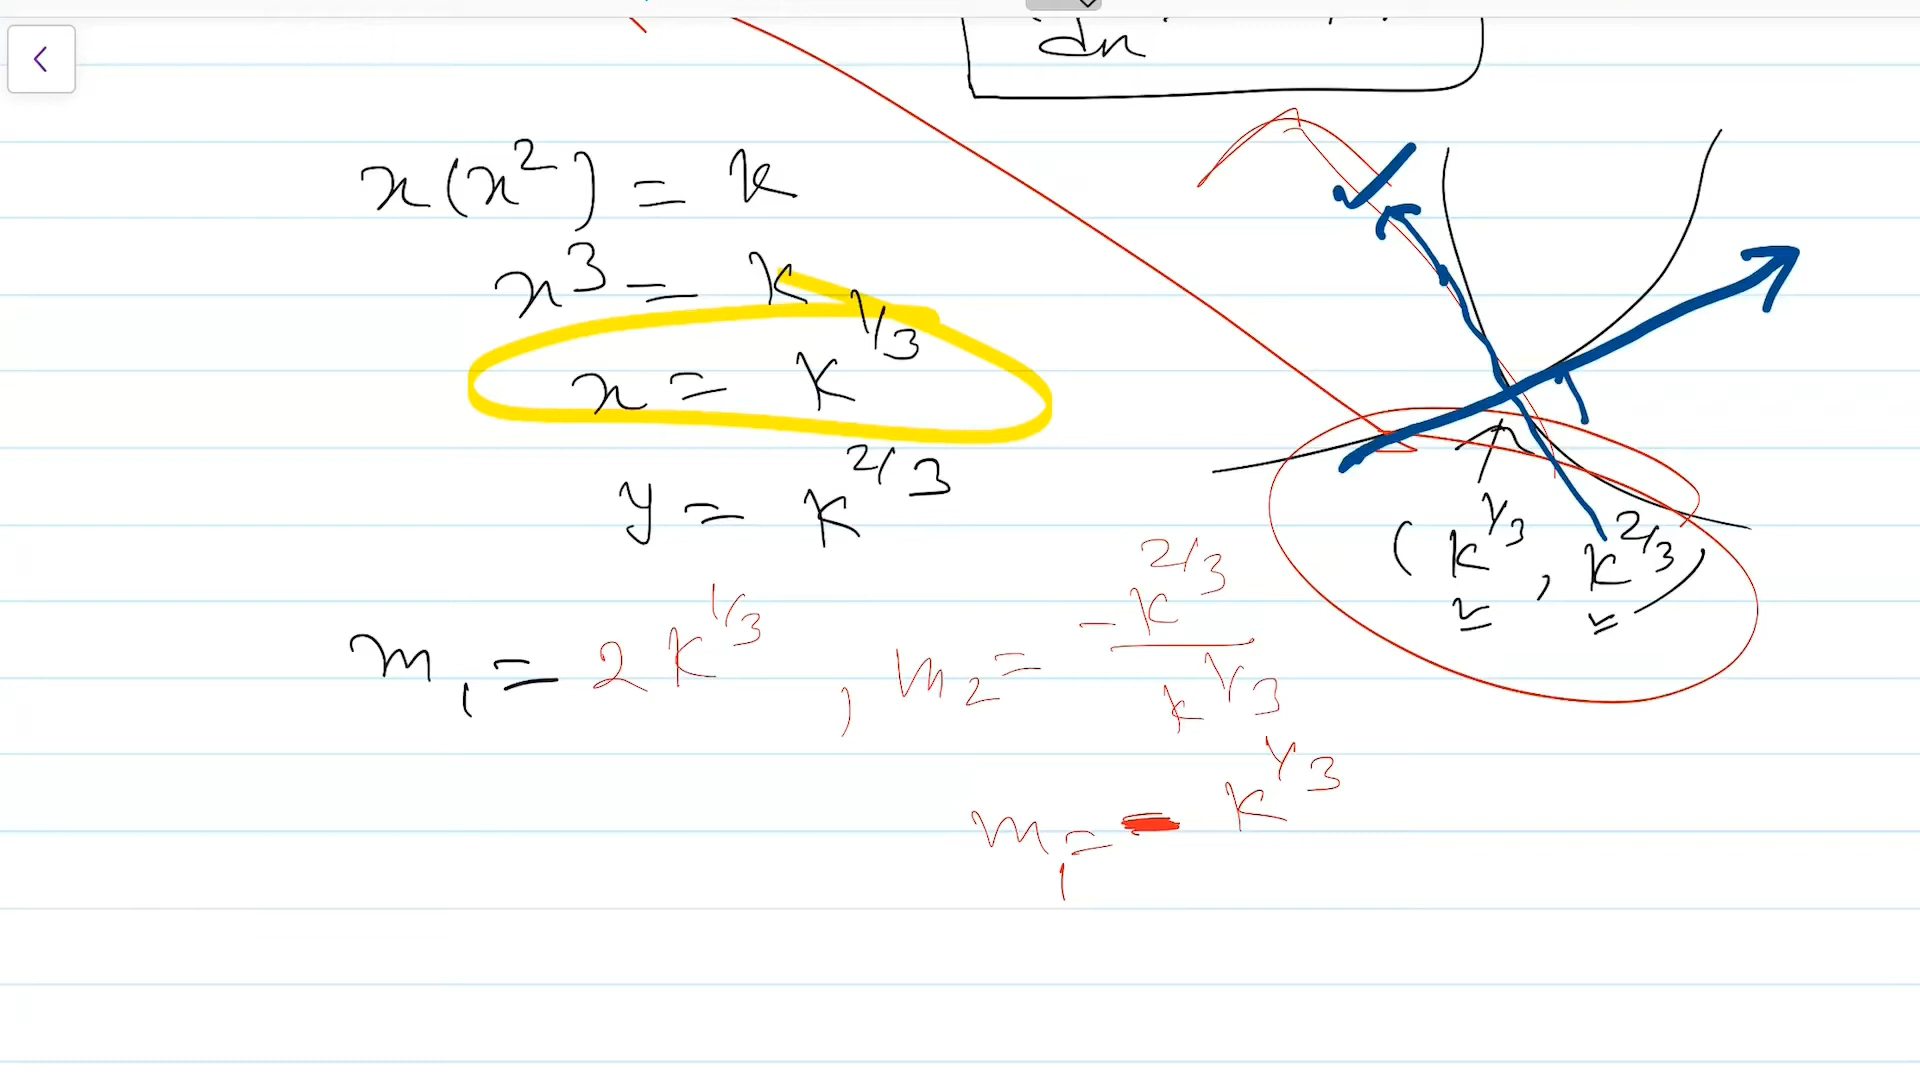 dx
x(x²) = k
x³ = k
x = k^1/3
y = k^2/3
(k^1/3, k^2/3)
m₁ = 2k^1/3, m₂ = -k^2/3 / k^1/3
m₁ = - k^1/3